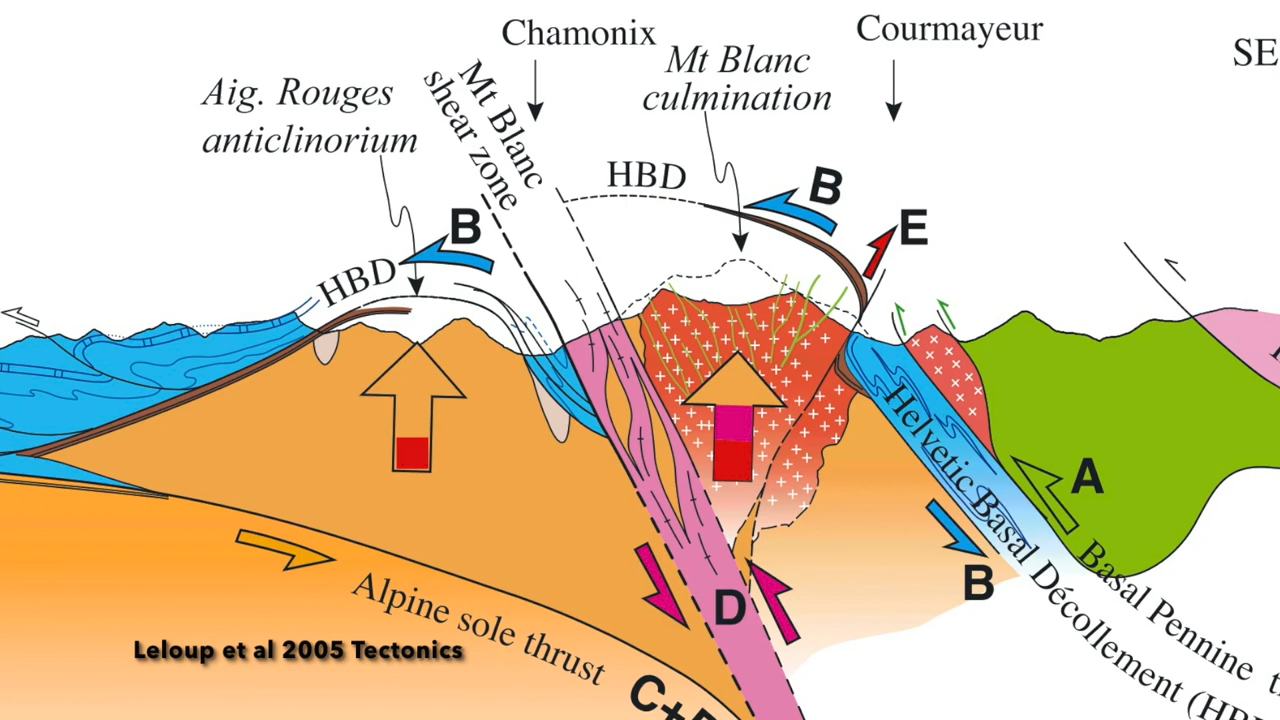 Chamonix
Courmayeur
SE
Mt Blanc
culmination
Aig. Rouges
anticlinorium
Mt Blanc
shear zone
HBD
B
E
B
HBD
Helvetic Basal Décollement (HB
A
Basal Pennine
B
D
Alpine sole thrust
Leloup et al 2005 Tectonics